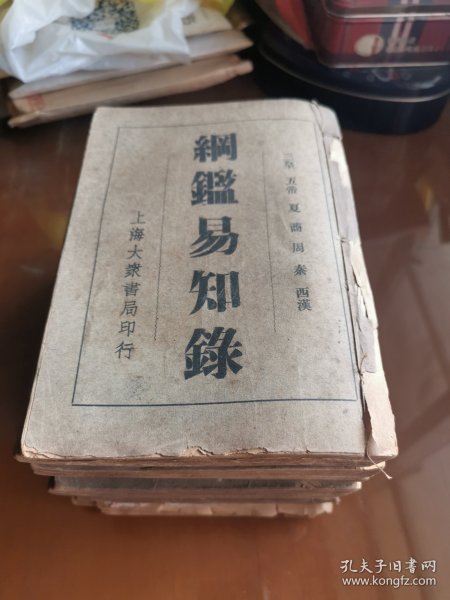 三皇 五帝 夏 商 周 秦 西漢
綱鑑易知錄
上海大衆書局印行
孔夫子旧书网
www.kongfz.com